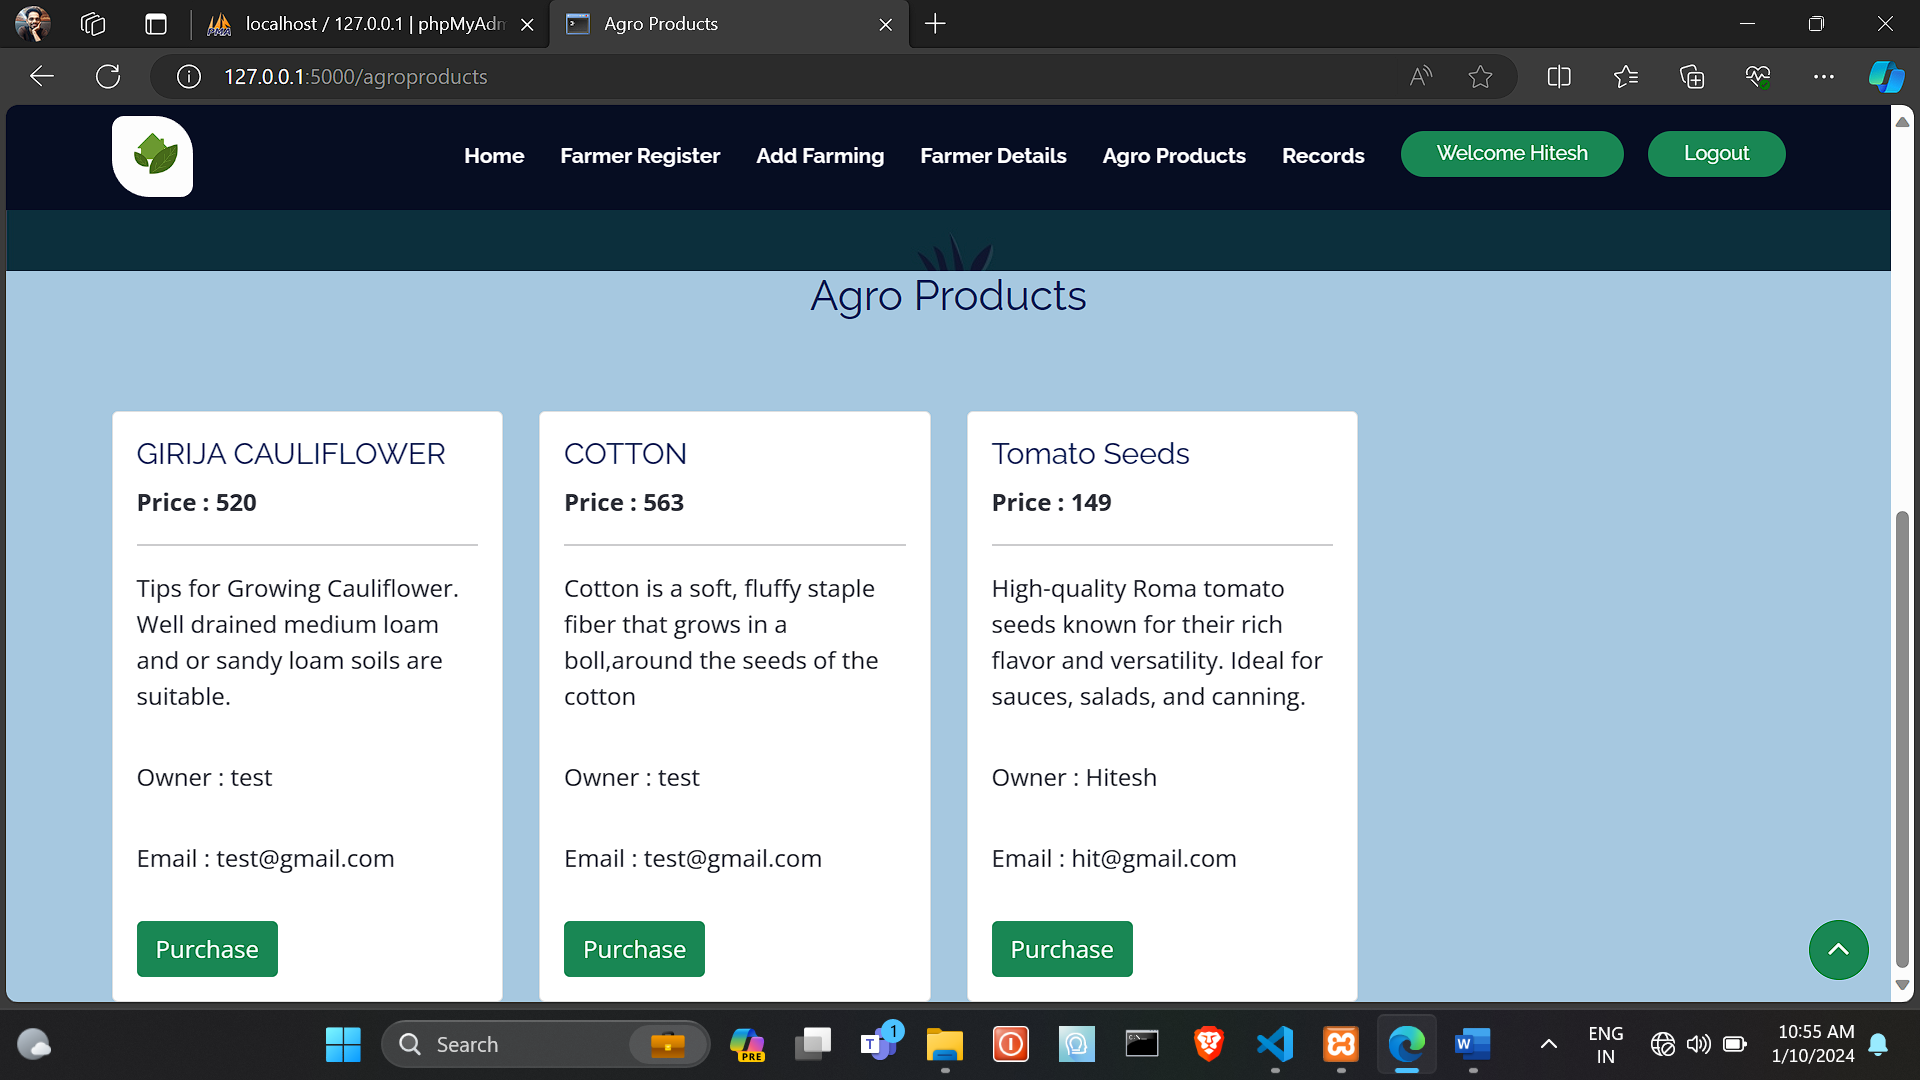 localhost / 127.0.0.1 | phpMyAdm
Agro Products
127.0.0.1:5000/agroproducts
Home
Farmer Register
Add Farming
Farmer Details
Agro Products
Records
Welcome Hitesh
Logout
Agro Products
GIRIJA CAULIFLOWER
Price : 520
Tips for Growing Cauliflower.
Well drained medium loam
and or sandy loam soils are
suitable.
Owner : test
Email : test@gmail.com
Purchase
COTTON
Price : 563
Cotton is a soft, fluffy staple
fiber that grows in a
boll,around the seeds of the
cotton
Owner : test
Email : test@gmail.com
Purchase
Tomato Seeds
Price : 149
High-quality Roma tomato
seeds known for their rich
flavor and versatility. Ideal for
sauces, salads, and canning.
Owner : Hitesh
Email : hit@gmail.com
Purchase
Search
PRE
1
ENG
IN
10:55 AM
1/10/2024